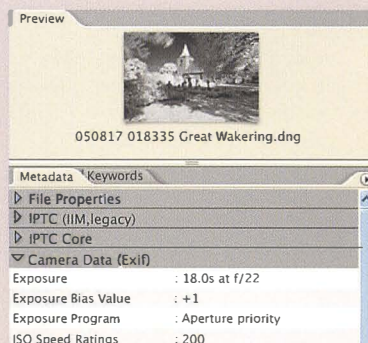 Preview
050817 018335 Great Wakering.dng
Metadata Keywords
File Properties
IPTC (IIM,legacy)
IPTC Core
Camera Data (Exif)
Exposure : 18.0s at f/22
Exposure Bias Value : +1
Exposure Program : Aperture priority
ISO Speed Ratings : 200